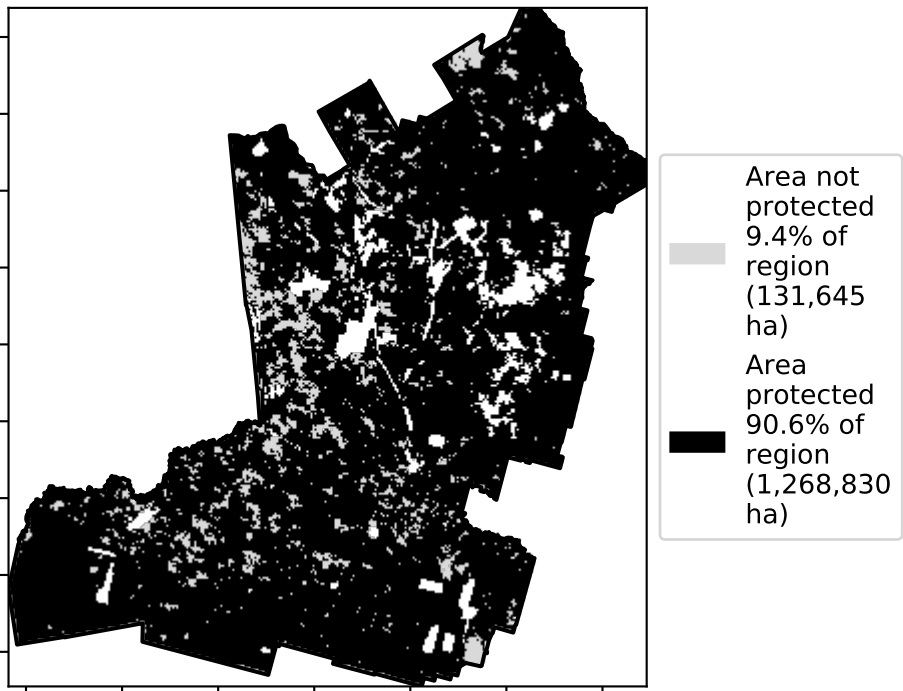 Area not
protected
9.4% of
region
(131,645
ha)
Area
protected
90.6% of
region
(1,268,830
ha)